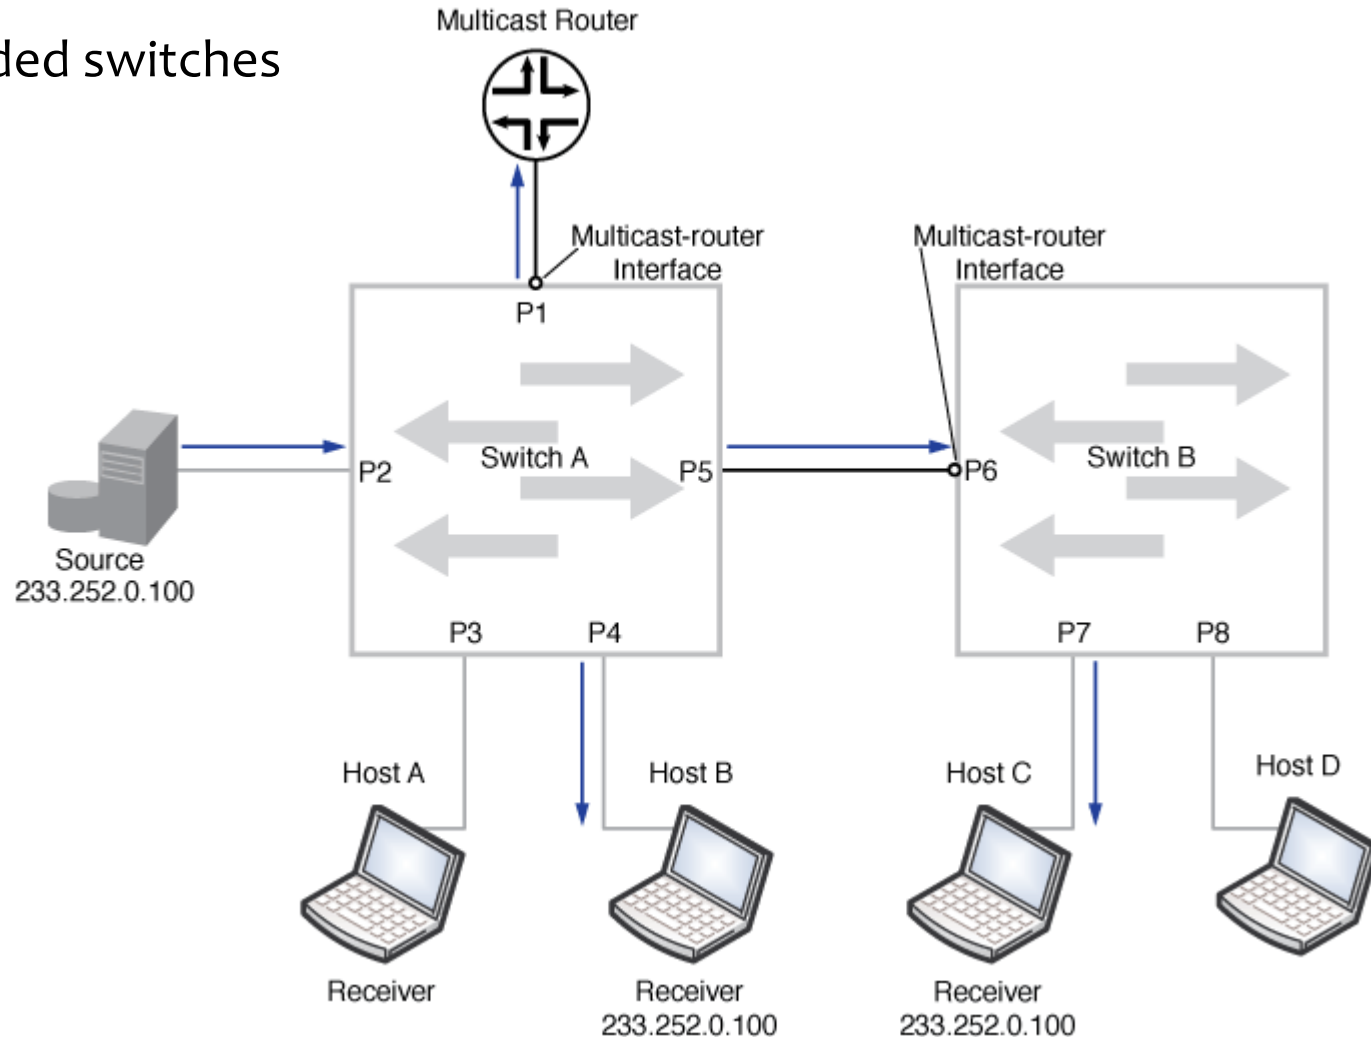 Multicast Router
ded switches
Multicast-router
Interface
Multicast-router
Interface
P1
Switch A
Switch B
P2
P5
P6
Source
233.252.0.100
P3
P4
P7
P8
Host A
Host B
Host C
Host D
Receiver
Receiver
233.252.0.100
Receiver
233.252.0.100